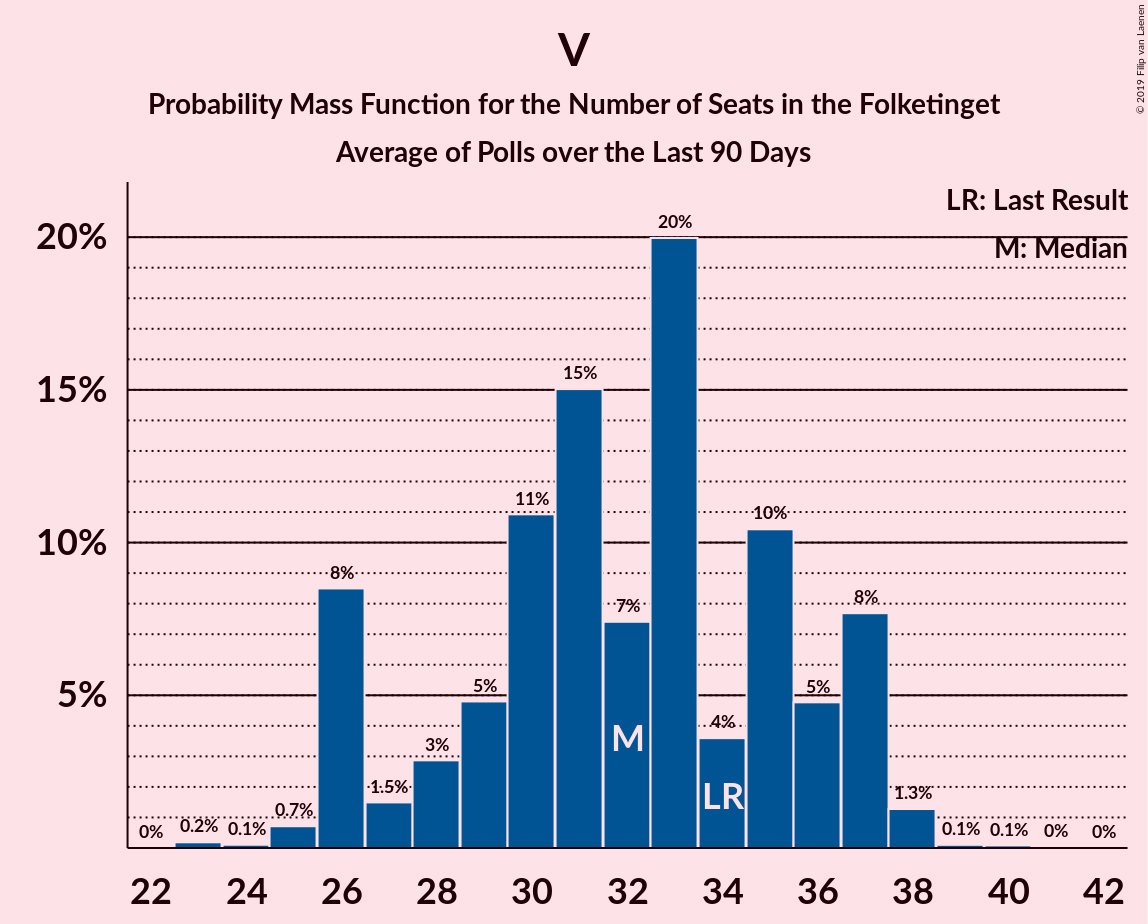 V
Probability Mass Function for the Number of Seats in the Folketinget
Average of Polls over the Last 90 Days
© 2019 Filip van Laenen
LR: Last Result
M: Median
20%
15%
10%
5%
0%
0.2%
0.1%
0.7%
8%
1.5%
3%
5%
11%
15%
7%
20%
4%
10%
5%
8%
1.3%
0.1%
0.1%
0%
0%
M
LR
22 24 26 28 30 32 34 36 38 40 42